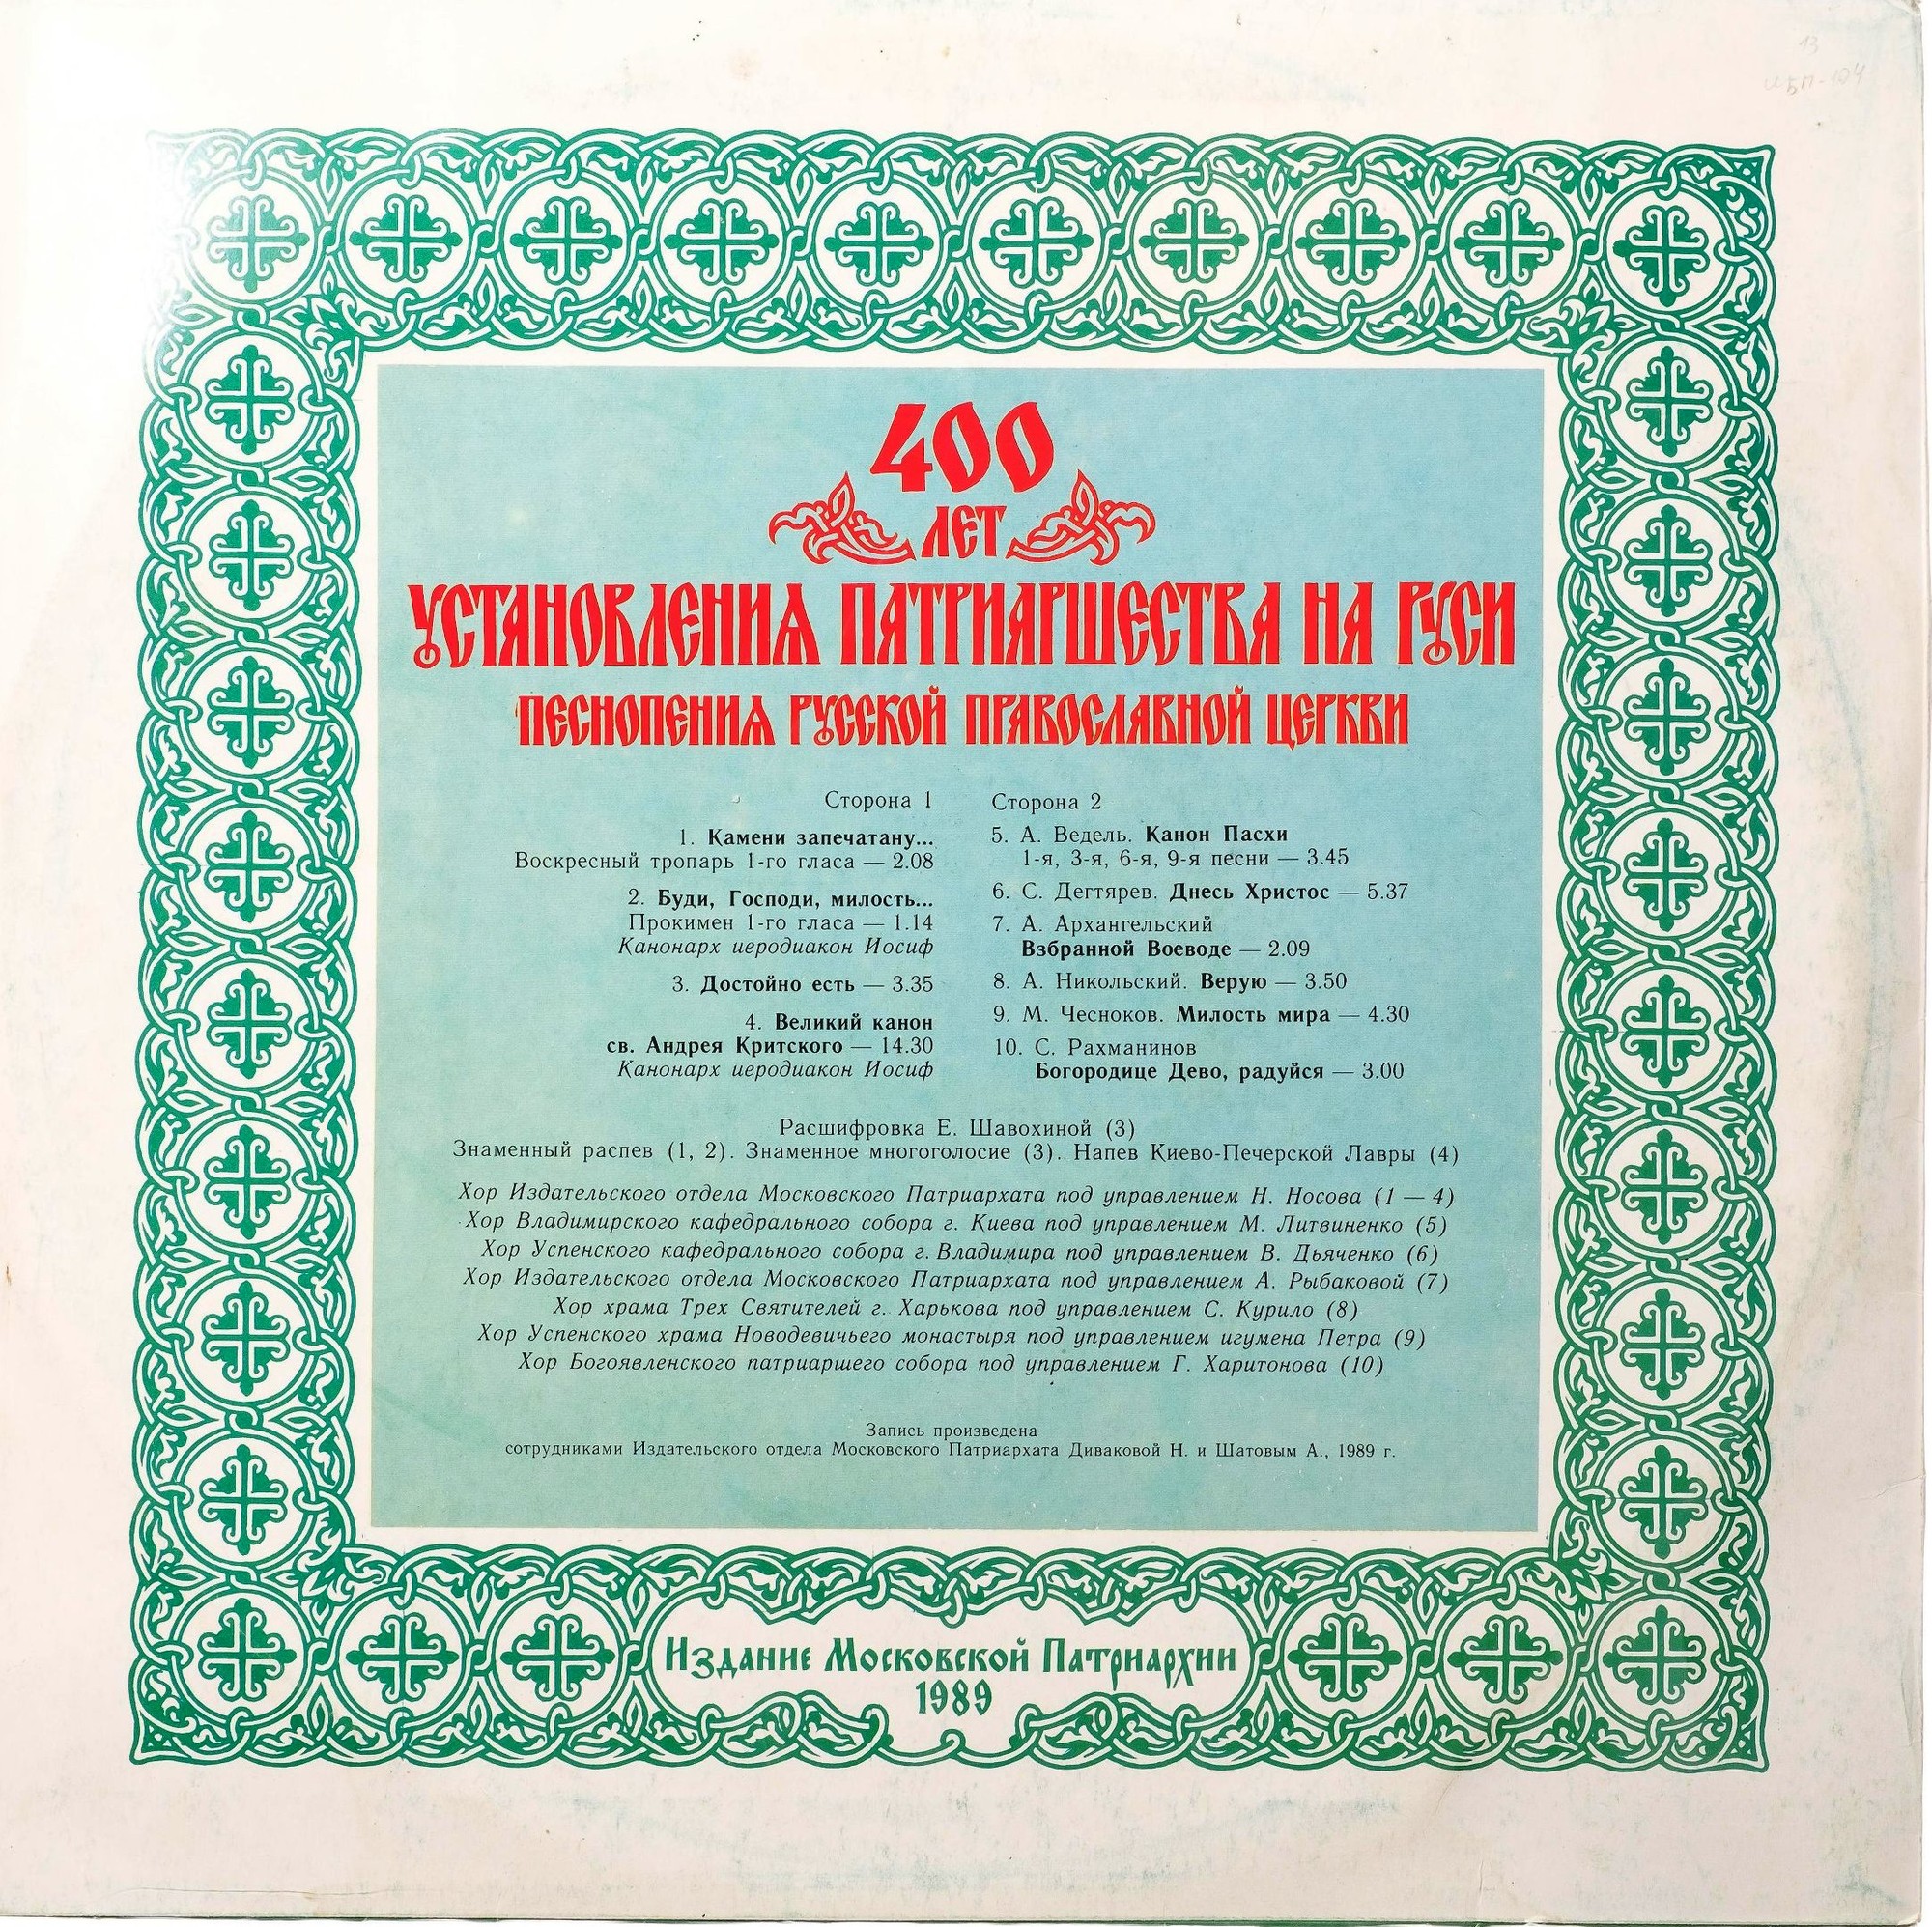 400
ЛЕТ
УСТАНОВЛЕНИЯ ПАТРИАРШЕСТВА НА РУСИ
ПЕСНОПЕНИЯ РУССКОЙ ПРАВОСЛАВНОЙ ЦЕРКВИ
Сторона 1
1. Камени запечатану...
Воскресный тропарь 1-го гласа — 2.08
2. Буди, Господи, милость...
Прокимен 1-го гласа — 1.14
Канонарх иеродиакон Иосиф
3. Достойно есть — 3.35
4. Великий канон
св. Андрея Критского — 14.30
Канонарх иеродиакон Иосиф
Сторона 2
5. А. Ведель. Канон Пасхи
1-я, 3-я, 6-я, 9-я песни — 3.45
6. С. Дегтярев. Днесь Христос — 5.37
7. А. Архангельский
Взбранной Воеводе — 2.09
8. А. Никольский. Верую — 3.50
9. М. Чесноков. Милость мира — 4.30
10. С. Рахманинов
Богородице Дево, радуйся — 3.00
Расшифровка Е. Шавохиной (3)
Знаменный распев (1, 2). Знаменное многоголосие (3). Напев Киево-Печерской Лавры (4)
Хор Издательского отдела Московского Патриархата под управлением Н. Носова (1 — 4)
Хор Владимирского кафедрального собора г. Киева под управлением М. Литвиненко (5)
Хор Успенского кафедрального собора г. Владимира под управлением В. Дьяченко (6)
Хор Издательского отдела Московского Патриархата под управлением А. Рыбаковой (7)
Хор храма Трех Святителей г. Харькова под управлением С. Курило (8)
Хор Успенского храма Новодевичьего монастыря под управлением игумена Петра (9)
Хор Богоявленского патриаршего собора под управлением Г. Харитонова (10)
Запись произведена
сотрудниками Издательского отдела Московского Патриархата Диваковой Н. и Шатовым А., 1989 г.
Издание Московской Патриархии
1989